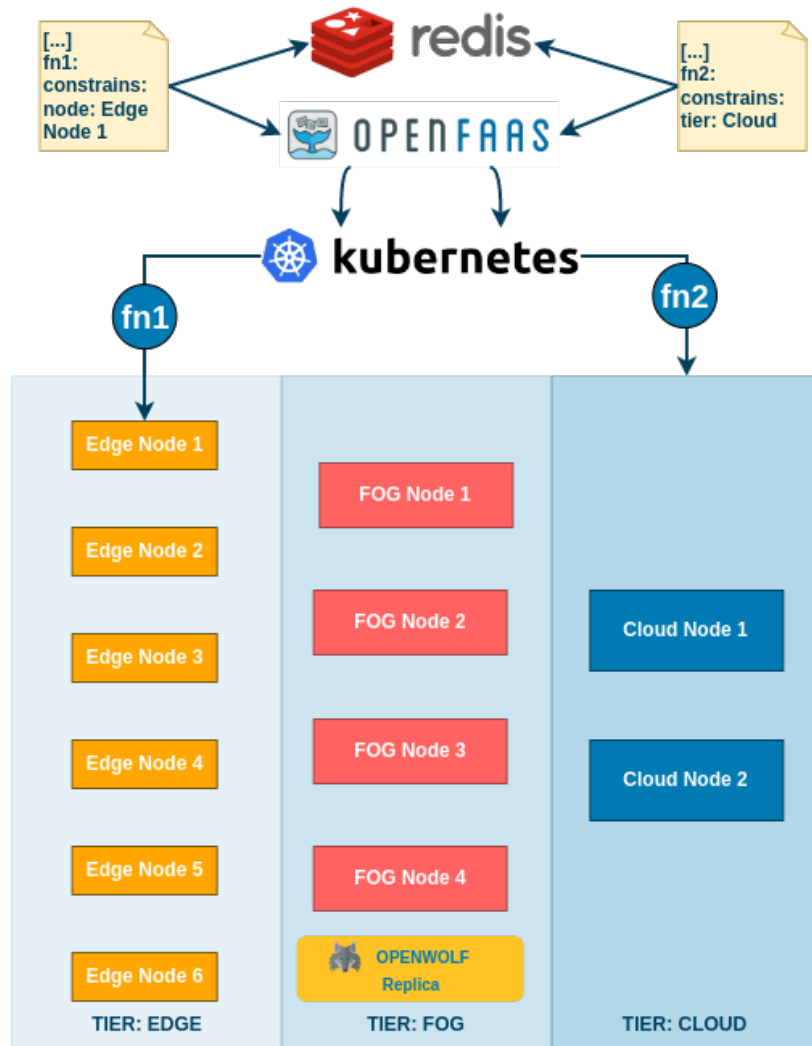 [...]
fn1:
constrains:
node: Edge
Node 1
redis
[...]
fn2:
constrains:
tier: Cloud
OPENFAAS
kubernetes
fn1
fn2
Edge Node 1
Edge Node 2
Edge Node 3
Edge Node 4
Edge Node 5
Edge Node 6
TIER: EDGE
FOG Node 1
FOG Node 2
FOG Node 3
FOG Node 4
OPENWOLF
Replica
TIER: FOG
Cloud Node 1
Cloud Node 2
TIER: CLOUD